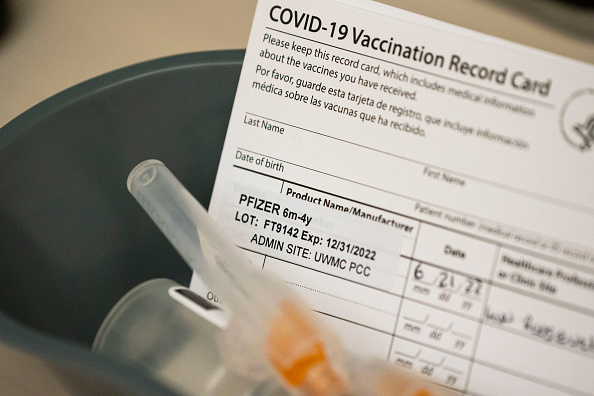 COVID-19 Vaccination Record Card
Please keep this record card, which includes medical information
about the vaccines you have received.
Por favor, guarde esta tarjeta de registro, que incluye información
médica sobre las vacunas que ha recibido.
Last Name
First Name
Date of birth
Patient number (medical record or
Product Name/Manufacturer
Date
Healthcare Professional
or Clinic Site
PFIZER 6m-4y
LOT: FT9142 Exp: 12/31/2022
ADMIN SITE: UWMC PCC
6 21 22
mm dd yy
mm dd yy
mm dd yy